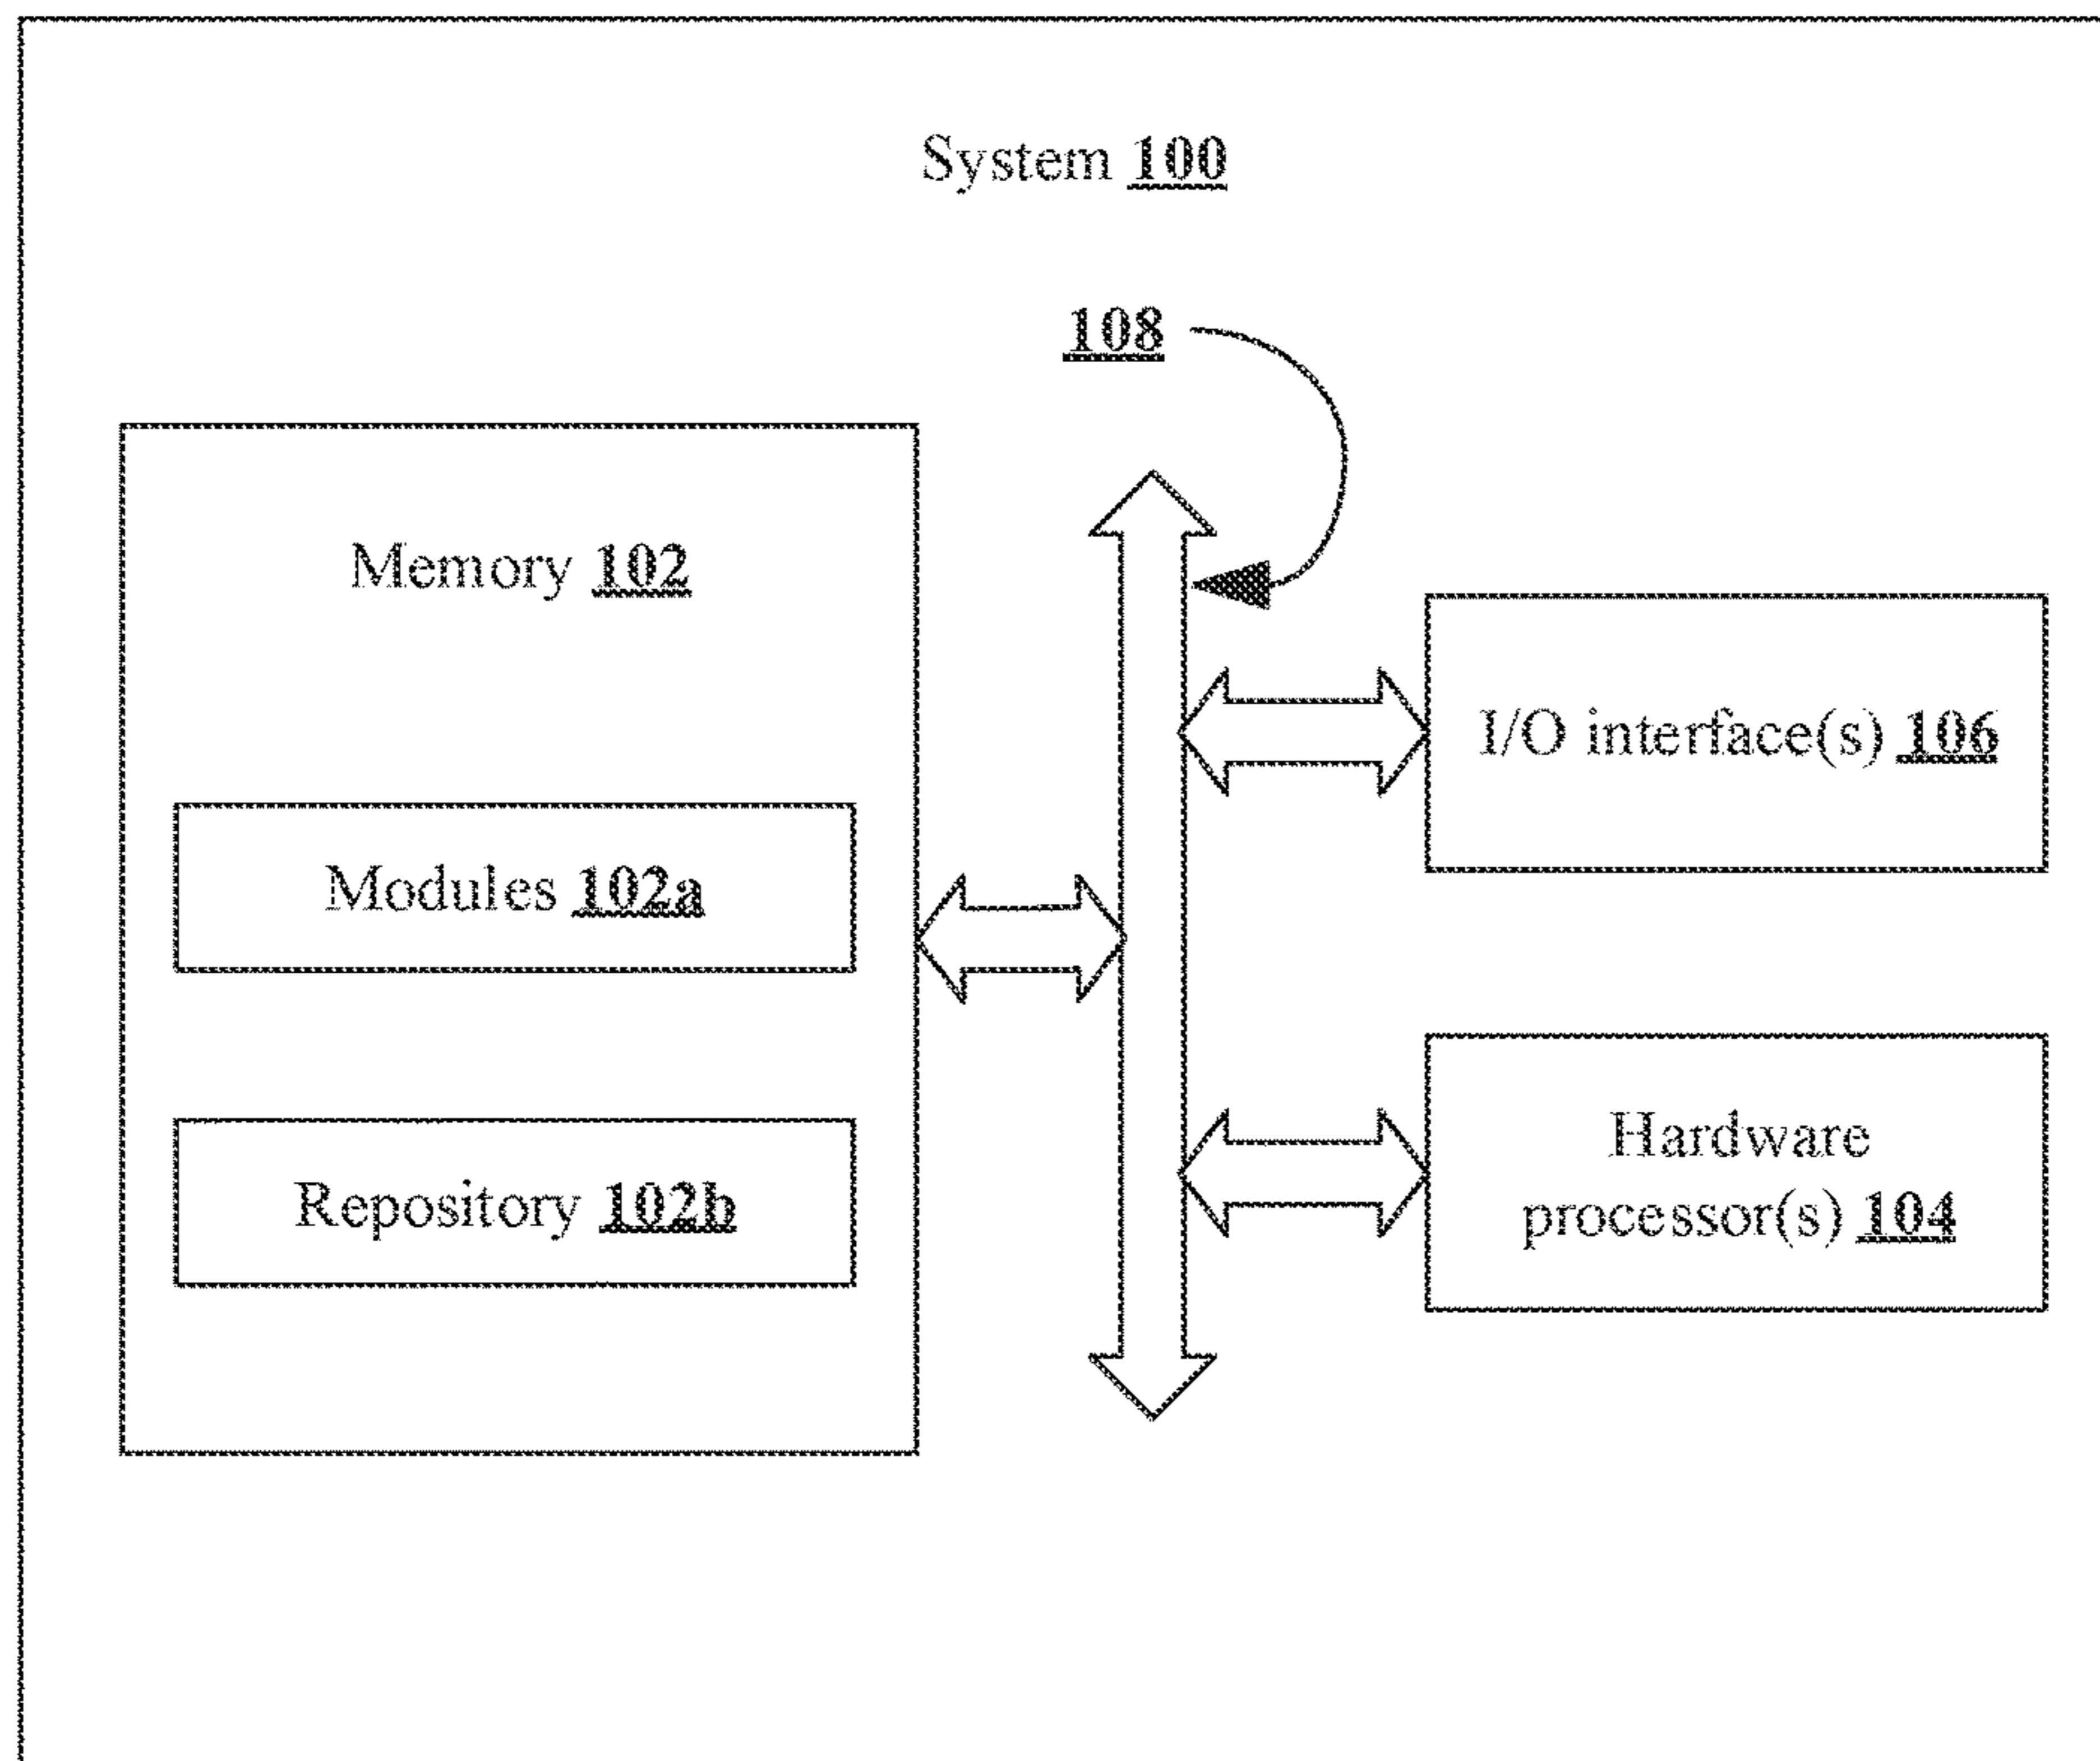 System 100
108
Memory 102
I/O interface(s) 106
Modules 102a
Hardware
processor(s) 104
Repository 102b